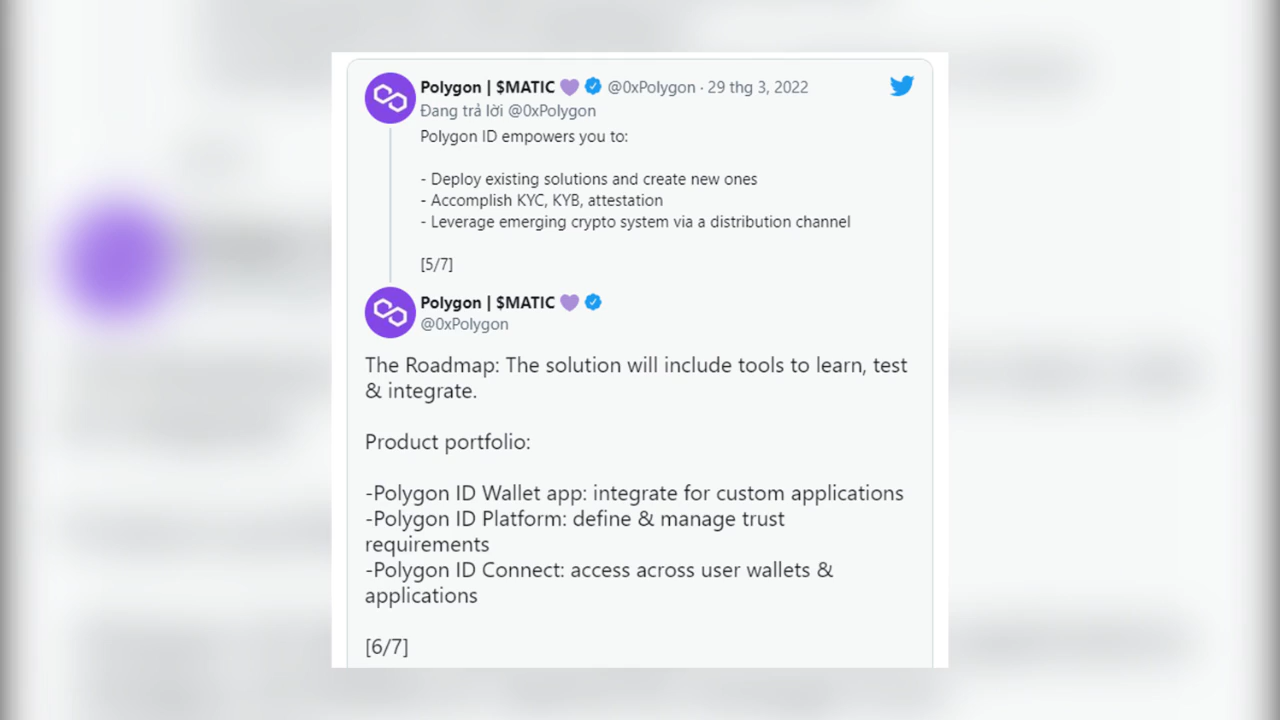 Polygon | $MATIC 💜 @0xPolygon · 29 thg 3, 2022
Đang trả lời @0xPolygon
Polygon ID empowers you to:
- Deploy existing solutions and create new ones
- Accomplish KYC, KYB, attestation
- Leverage emerging crypto system via a distribution channel
[5/7]
Polygon | $MATIC 💜
@0xPolygon
The Roadmap: The solution will include tools to learn, test
& integrate.
Product portfolio:
-Polygon ID Wallet app: integrate for custom applications
-Polygon ID Platform: define & manage trust
requirements
-Polygon ID Connect: access across user wallets &
applications
[6/7]